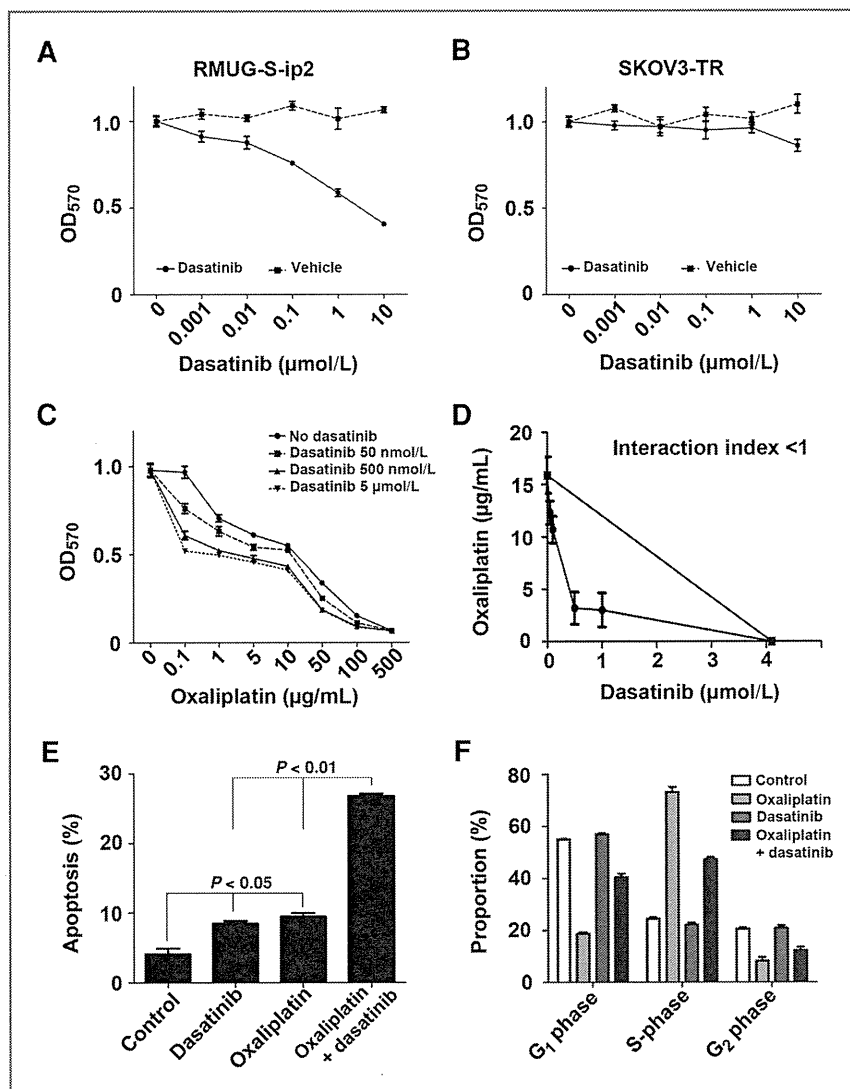 A
RMUG-S-ip2
OD570
1.0
0.5
0
Dasatinib
Vehicle
0 0.001 0.01 0.1 1 10
Dasatinib (µmol/L)
B
SKOV3-TR
OD570
1.0
0.5
0
Dasatinib
Vehicle
0 0.001 0.01 0.1 1 10
Dasatinib (µmol/L)
C
No dasatinib
Dasatinib 50 nmol/L
Dasatinib 500 nmol/L
Dasatinib 5 µmol/L
OD570
1.0
0.5
0
0 0.1 1 5 10 50 100 500
Oxaliplatin (µg/mL)
D
Interaction index <1
Oxaliplatin (µg/mL)
20
15
10
5
0
0 1 2 3 4
Dasatinib (µmol/L)
E
Apoptosis (%)
30
20
10
0
P < 0.05
P < 0.01
Control
Dasatinib
Oxaliplatin
Oxaliplatin
+ dasatinib
F
Proportion (%)
80
60
40
20
0
Control
Oxaliplatin
Dasatinib
Oxaliplatin
+ dasatinib
G1 phase
S-phase
G2 phase